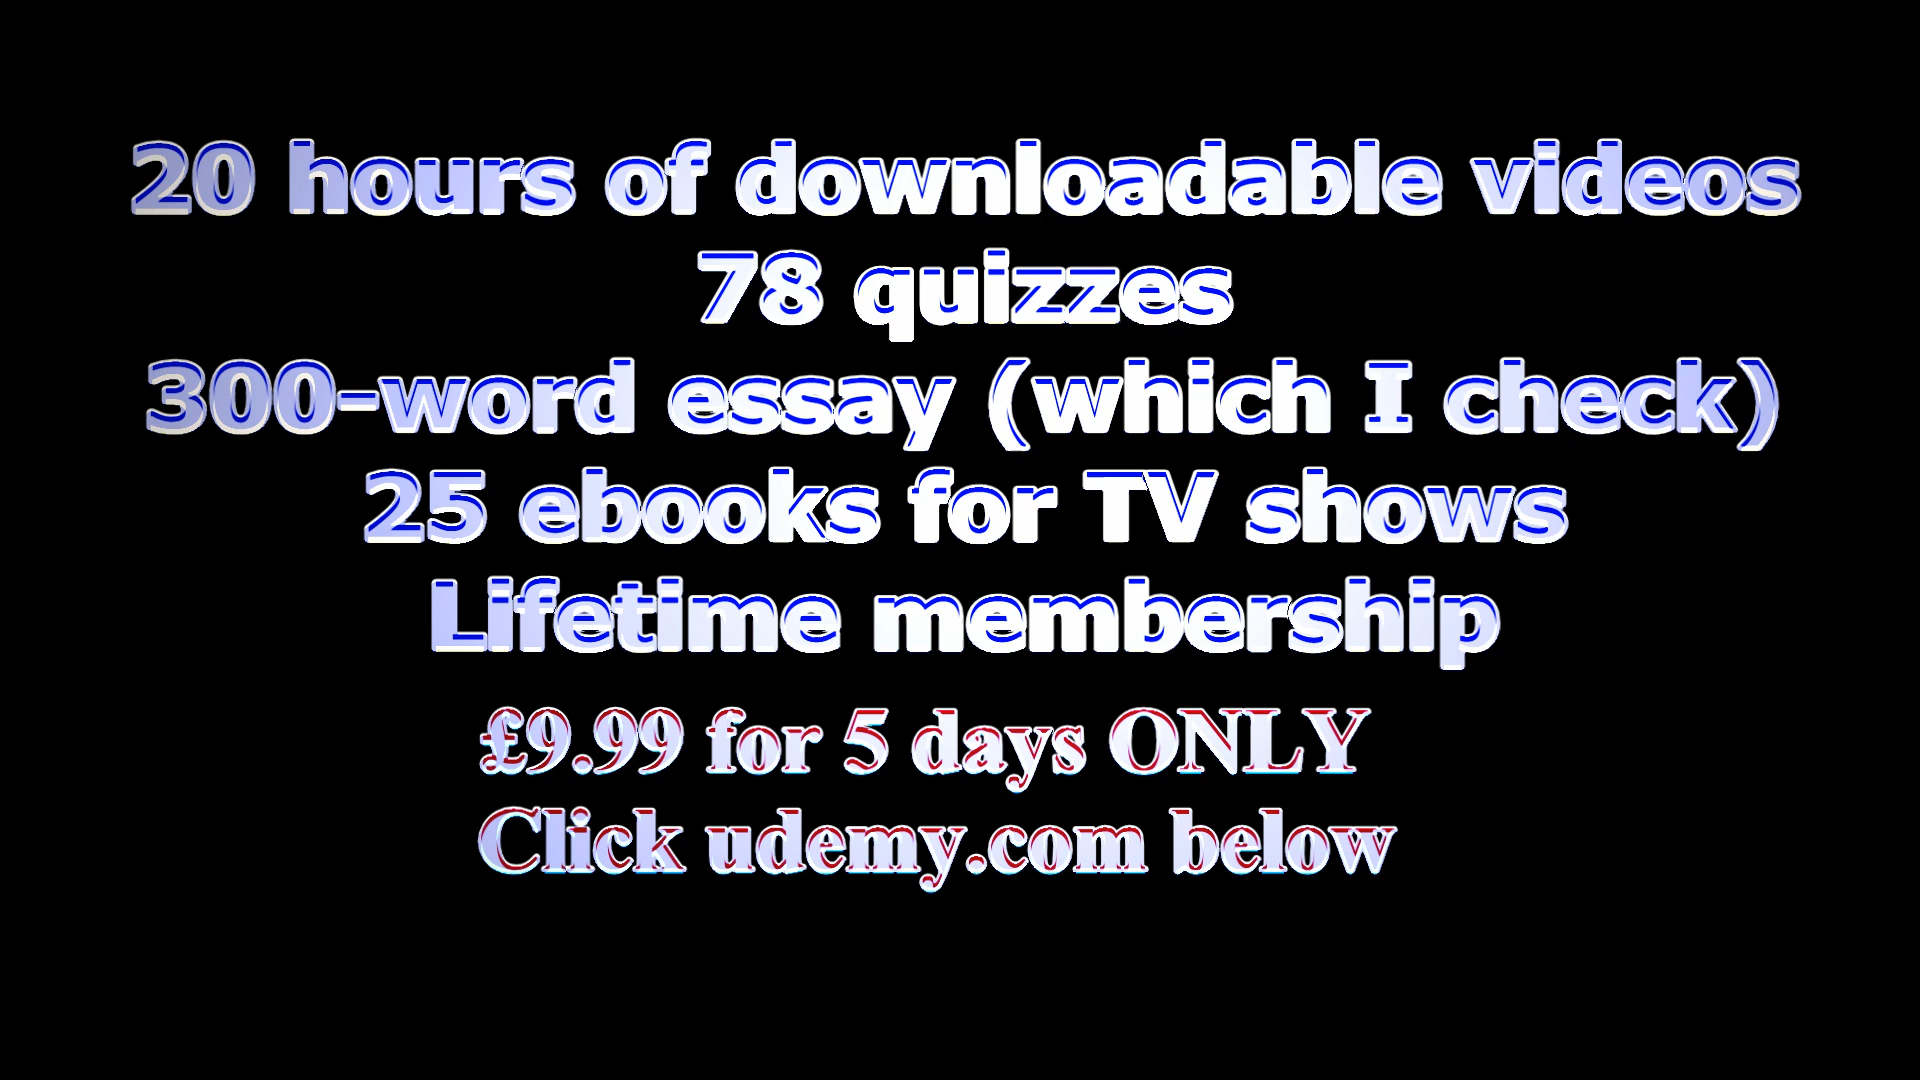 20 hours of downloadable videos
78 quizzes
300-word essay (which I check)
25 ebooks for TV shows
Lifetime membership
£9.99 for 5 days ONLY
Click udemy.com below